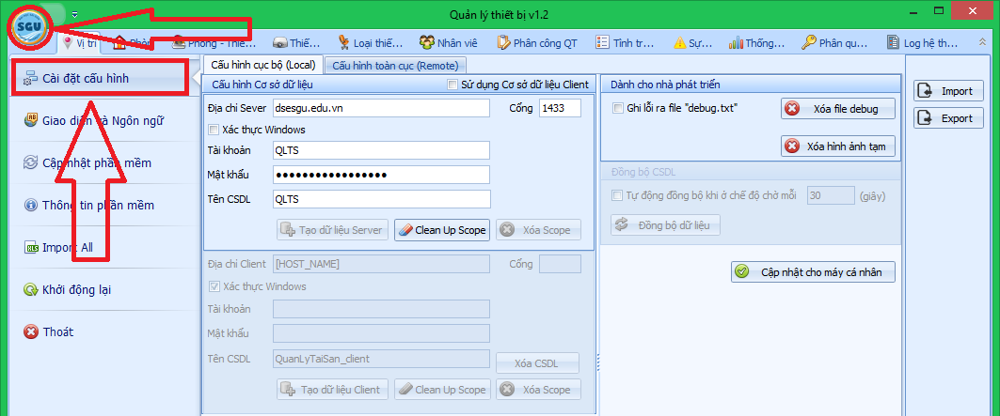 Quản lý thiết bị v1.2
SGU
Vị trí
Phòng - Thiế...
Thiế...
Loại thiế...
Nhân viê
Phân công QT
Tình tr...
Sự...
Thống...
Phân qu...
Log hệ th...
Cài đặt cấu hình
Giao diện và Ngôn ngữ
Cập nhật phần mềm
Thông tin phần mềm
Import All
Khởi động lại
Thoát
Cấu hình cục bộ (Local)
Cấu hình toàn cục (Remote)
Cấu hình Cơ sở dữ liệu
Sử dụng Cơ sở dữ liệu Client
Địa chỉ Sever
dsesgu.edu.vn
Cổng
1433
Xác thực Windows
Tài khoản
QLTS
Mật khẩu
•••••••••••••••••
Tên CSDL
QLTS
Tạo dữ liệu Server
Clean Up Scope
Xóa Scope
Địa chỉ Client
[HOST_NAME]
Cổng
Xác thực Windows
Tài khoản
Mật khẩu
Tên CSDL
QuanLyTaiSan_client
Xóa CSDL
Tạo dữ liệu Client
Clean Up Scope
Xóa Scope
Dành cho nhà phát triển
Ghi lỗi ra file "debug.txt"
Xóa file debug
Xóa hình ảnh tạm
Đồng bộ CSDL
Tự động đồng bộ khi ở chế độ chờ mỗi
30
(giây)
Đồng bộ dữ liệu
Cập nhật cho máy cá nhân
Import
Export